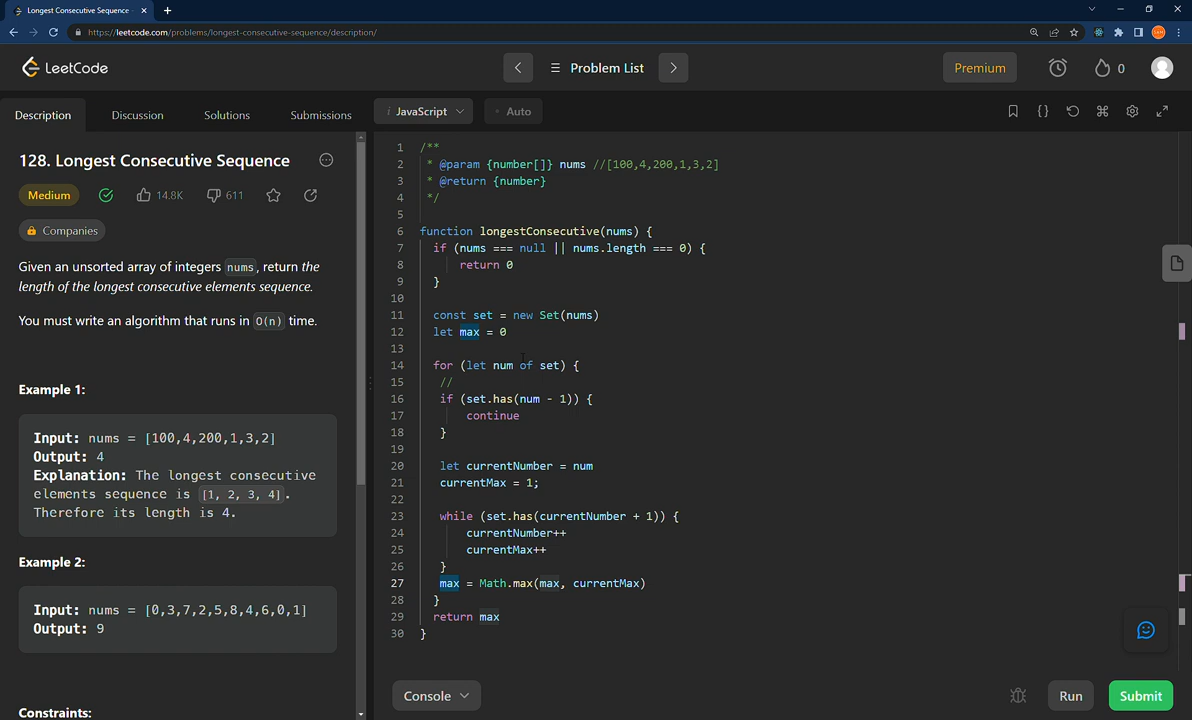 Longest Consecutive Sequence
https://leetcode.com/problems/longest-consecutive-sequence/description/
LeetCode
Problem List
Premium
0
Description
Discussion
Solutions
Submissions
i JavaScript
Auto
128. Longest Consecutive Sequence
Medium
14.8K
611
Companies
Given an unsorted array of integers nums, return the
length of the longest consecutive elements sequence.
You must write an algorithm that runs in O(n) time.
Example 1:
Input: nums = [100,4,200,1,3,2]
Output: 4
Explanation: The longest consecutive
elements sequence is [1, 2, 3, 4].
Therefore its length is 4.
Example 2:
Input: nums = [0,3,7,2,5,8,4,6,0,1]
Output: 9
Constraints:
1 /**
2 * @param {number[]} nums //[100,4,200,1,3,2]
3 * @return {number}
4 */
5
6 function longestConsecutive(nums) {
7 if (nums === null || nums.length === 0) {
8 return 0
9 }
10
11 const set = new Set(nums)
12 let max = 0
13
14 for (let num of set) {
15 //
16 if (set.has(num - 1)) {
17 continue
18 }
19
20 let currentNumber = num
21 currentMax = 1;
22
23 while (set.has(currentNumber + 1)) {
24 currentNumber++
25 currentMax++
26 }
27 max = Math.max(max, currentMax)
28 }
29 return max
30 }
Console
Run
Submit